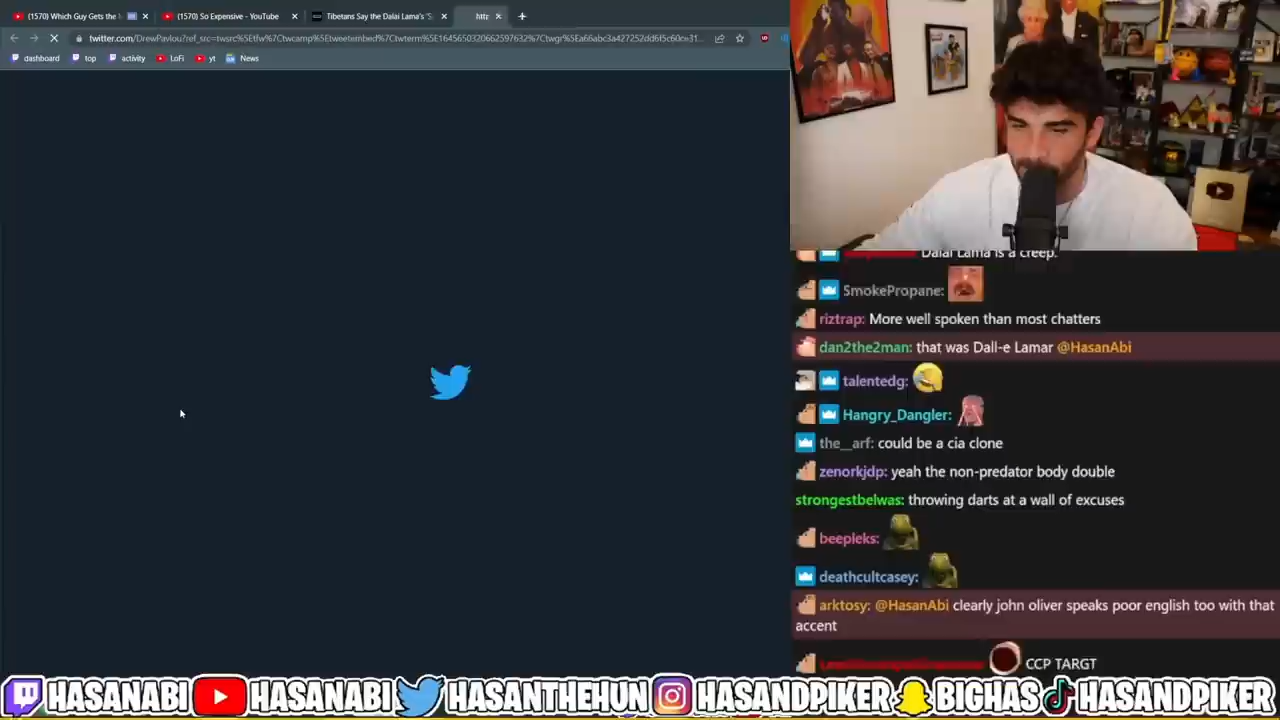 (1570) Which Guy Gets the
(1570) So Expensive - YouTube
Tibetans Say the Dalai Lama's 'S
http
twitter.com/DrewPavlou?ref_src=twsrc%5Etfw%7Ctwcamp%5Etweetembed%7Ctwterm%5E1645650320662597632%7Ctwgr%5Ea66abc3a427252dd6f5c60ce31...
dashboard top activity LoFi yt News
Dalai Lama is a creep.
SmokePropane:
riztrap: More well spoken than most chatters
dan2the2man: that was Dall-e Lamar @HasanAbi
talentedg:
Hangry_Dangler:
the__arf: could be a cia clone
zenorkjdp: yeah the non-predator body double
strongestbelwas: throwing darts at a wall of excuses
beepleks:
deathcultcasey:
arktosy: @HasanAbi clearly john oliver speaks poor english too with that
accent
CCP TARGT
HASANABI HASANABI HASANTHEHUN HASANDPIKER BIGHAS HASANDPIKER